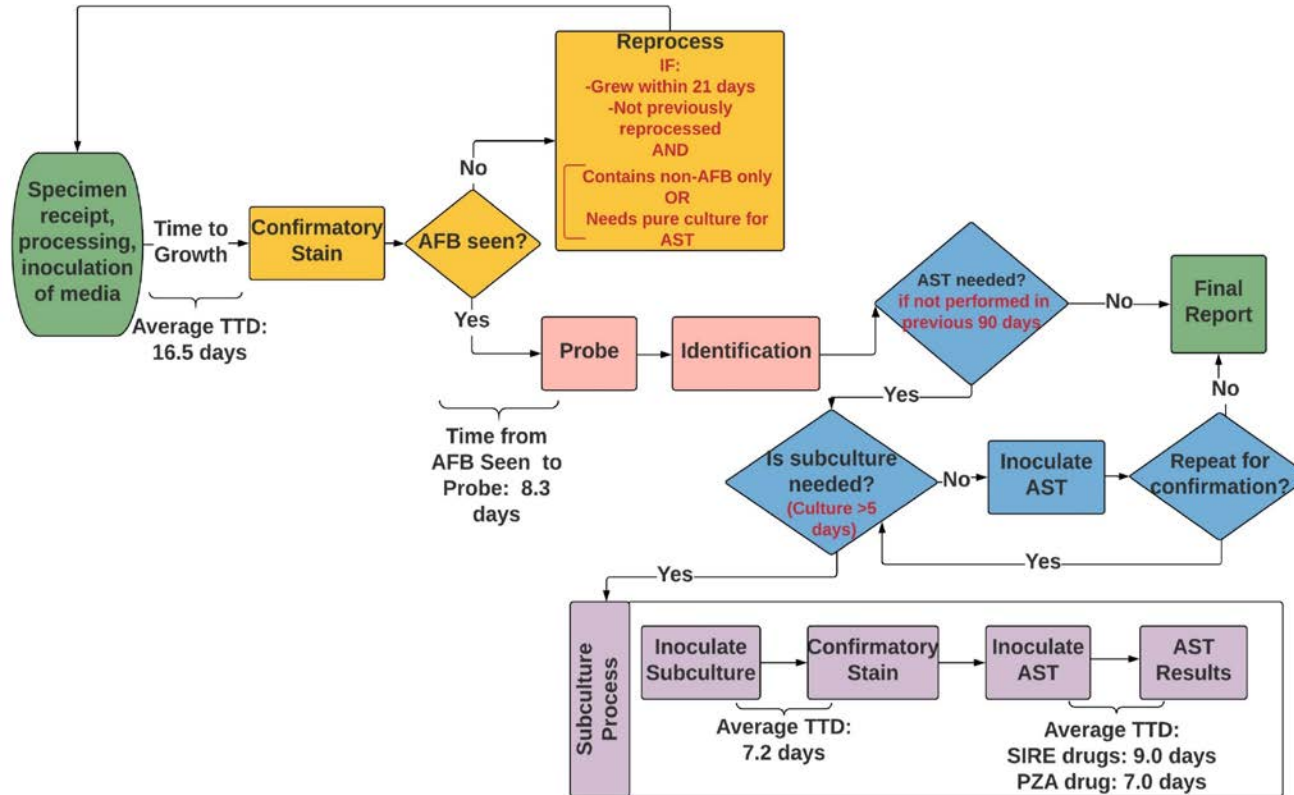 Reprocess
IF:
-Grew within 21 days
-Not previously
reprocessed
AND
Contains non-AFB only
OR
Needs pure culture for
AST
No
Specimen
receipt,
processing,
inoculation
of media
Time to
Growth
Confirmatory
Stain
AFB seen?
Average TTD:
16.5 days
Yes
Probe
Identification
Time from
AFB Seen to
Probe: 8.3
days
AST needed?
if not performed in
previous 90 days
No
Final
Report
Yes
No
Is subculture
needed?
(Culture >5
days)
No
Inoculate
AST
Repeat for
confirmation?
Yes
Yes
Subculture
Process
Inoculate
Subculture
Confirmatory
Stain
Inoculate
AST
AST
Results
Average TTD:
7.2 days
Average TTD:
SIRE drugs: 9.0 days
PZA drug: 7.0 days